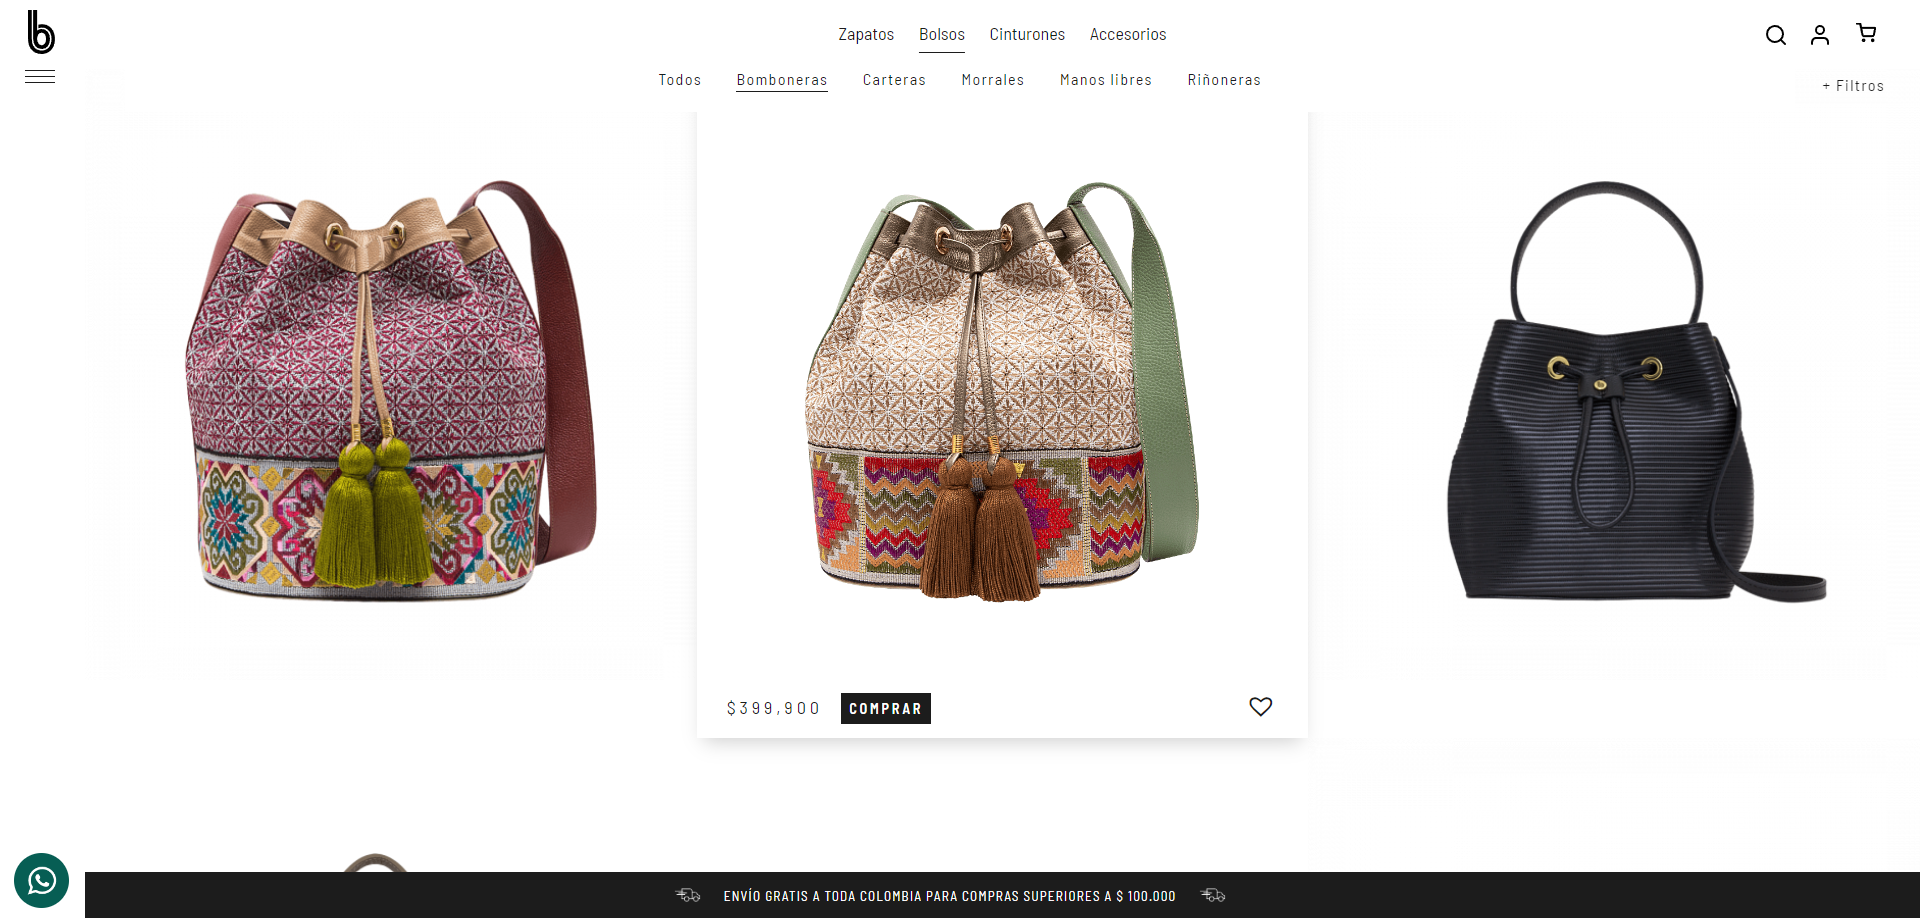 b
Zapatos Bolsos Cinturones Accesorios
Todos Bomboneras Carteras Morrales Manos libres Riñoneras
+ Filtros
$399,900 COMPRAR
ENVÍO GRATIS A TODA COLOMBIA PARA COMPRAS SUPERIORES A $ 100.000